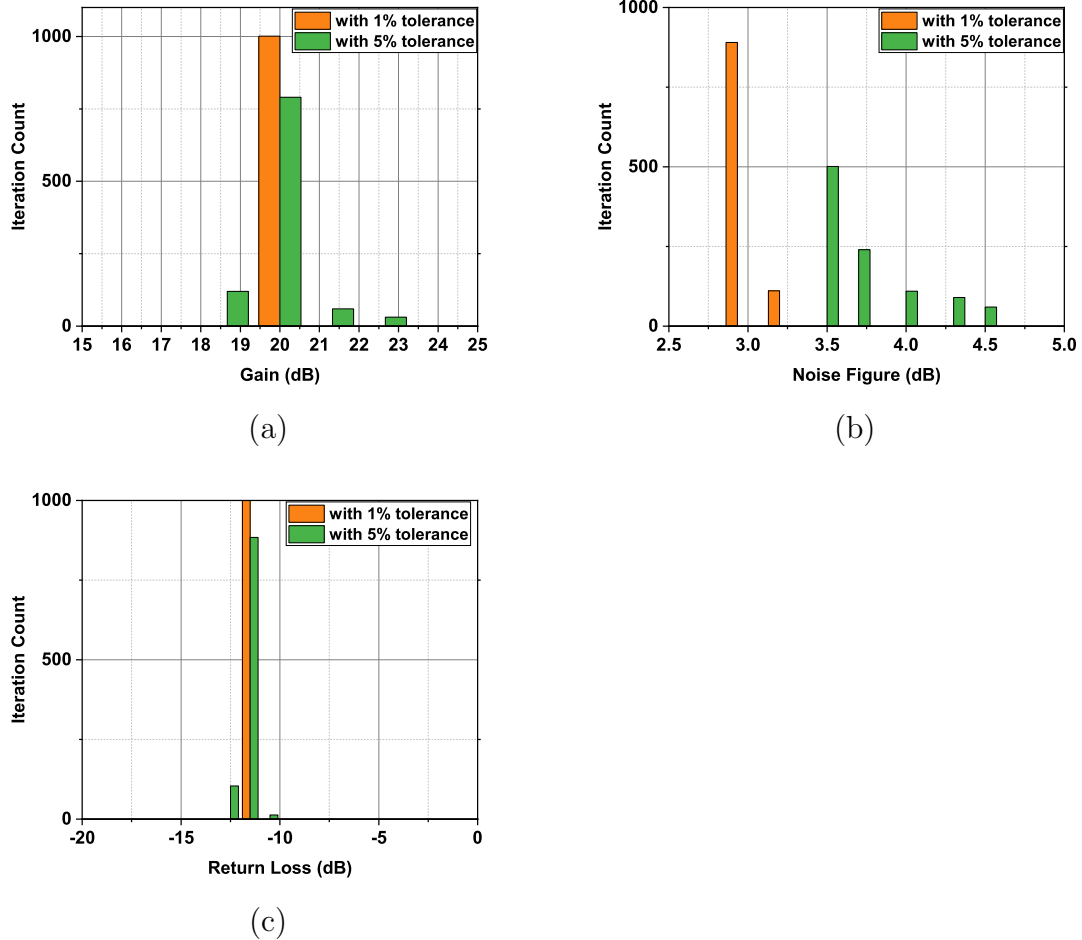 with 1% tolerance
with 5% tolerance
1000
500
0
Iteration Count
15 16 17 18 19 20 21 22 23 24 25
Gain (dB)
(a)
with 1% tolerance
with 5% tolerance
1000
500
0
Iteration Count
2.5 3.0 3.5 4.0 4.5 5.0
Noise Figure (dB)
(b)
with 1% tolerance
with 5% tolerance
1000
500
0
Iteration Count
-20 -15 -10 -5 0
Return Loss (dB)
(c)